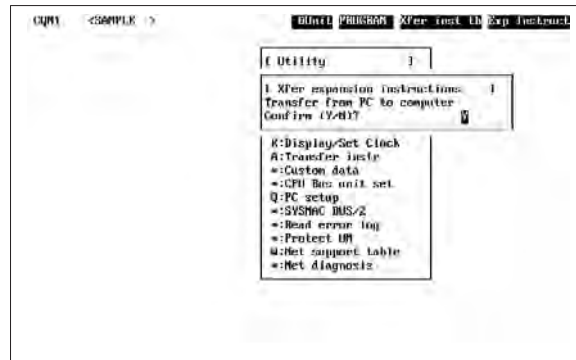 CQM1 <SAMPLE > GUnit PROGRAM Xfer inst tb Exp Instruct
[ Utility ]
[ Xfer expansion instructions ]
Transfer from PC to computer
Confirm (Y/N)? Y
K:Display/Set Clock
A:Transfer instr
=:Custom data
=:CPU Bus unit set
Q:PC setup
=:SYSMAC BUS/2
=:Read error log
=:Protect UM
W:Net support table
=:Net diagnosis